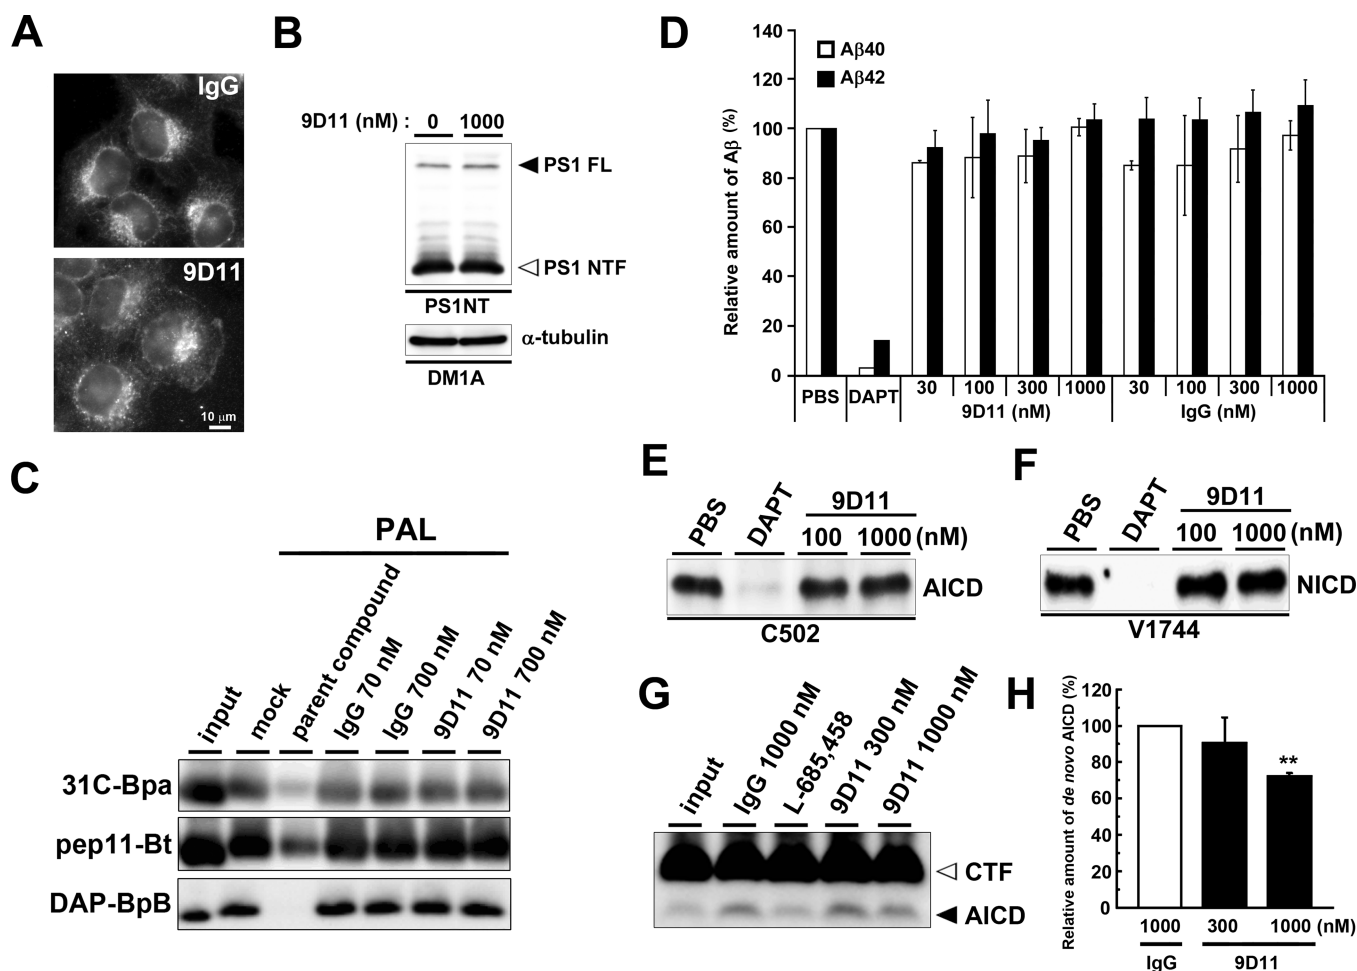 A
IgG
9D11
10 μm
B
9D11 (nM) : 0 1000
PS1 FL
PS1 NTF
PS1NT
α-tubulin
DM1A
C
PAL
input
mock
parent compound
IgG 70 nM
IgG 700 nM
9D11 70 nM
9D11 700 nM
31C-Bpa
pep11-Bt
DAP-BpB
D
Relative amount of Aβ (%)
140
120
100
80
60
40
20
0
Aβ40
Aβ42
PBS DAPT 30 100 300 1000 30 100 300 1000
9D11 (nM) IgG (nM)
E
PBS
DAPT
9D11
100 1000 (nM)
AICD
C502
F
PBS
DAPT
9D11
100 1000 (nM)
NICD
V1744
G
input
IgG 1000 nM
L-685,458
9D11 300 nM
9D11 1000 nM
CTF
AICD
H
Relative amount of de novo AICD (%)
120
100
80
60
40
20
0
**
1000 300 1000 (nM)
IgG 9D11